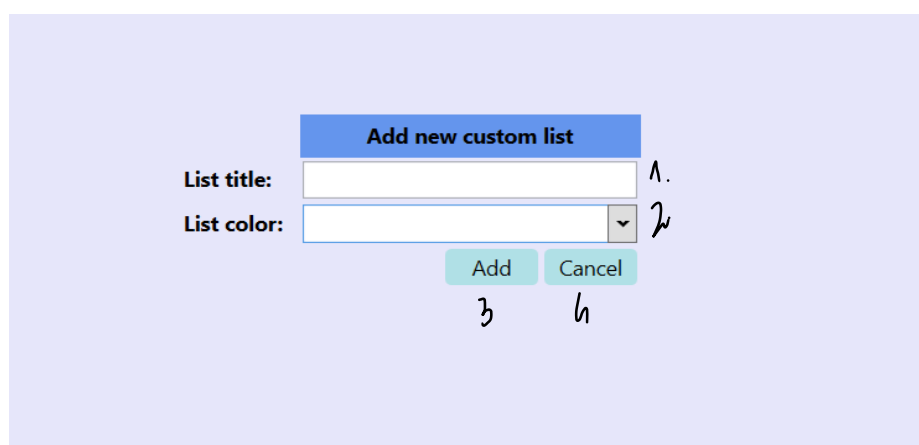 Add new custom list
List title: 1.
List color: 2
Add Cancel
3 4